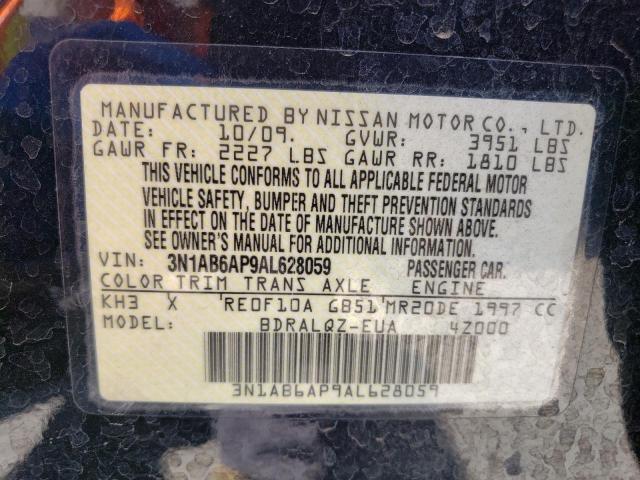 MANUFACTURED BY NISSAN MOTOR CO., LTD.
DATE: 10/09. GVWR: 3951 LBS
GAWR FR: 2227 LBS GAWR RR: 1810 LBS
THIS VEHICLE CONFORMS TO ALL APPLICABLE FEDERAL MOTOR
VEHICLE SAFETY, BUMPER AND THEFT PREVENTION STANDARDS
IN EFFECT ON THE DATE OF MANUFACTURE SHOWN ABOVE.
SEE OWNER'S MANUAL FOR ADDITIONAL INFORMATION.
VIN: 3N1AB6AP9AL628059 PASSENGER CAR.
COLOR TRIM TRANS AXLE ENGINE
KH3 X RE0F10A GB51 MR20DE 1997 CC
MODEL: BDRALQZ-EUA 4Z000
3N1AB6AP9AL628059